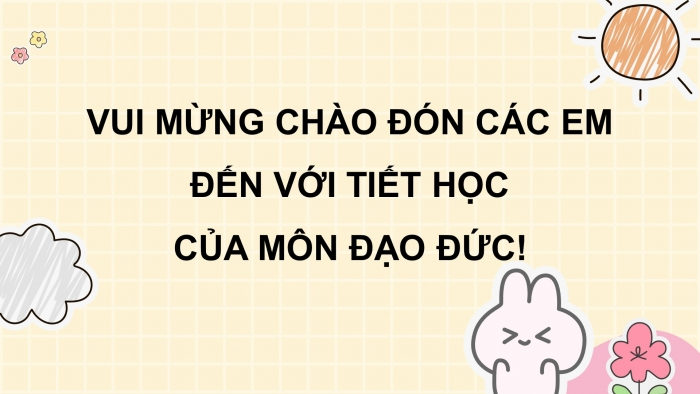 VUI MỪNG CHÀO ĐÓN CÁC EM
ĐẾN VỚI TIẾT HỌC
CỦA MÔN ĐẠO ĐỨC!